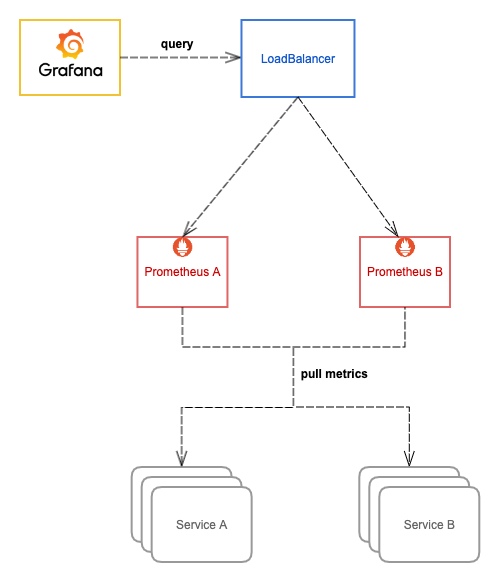 Grafana
query
LoadBalancer
Prometheus A
Prometheus B
pull metrics
Service A
Service B